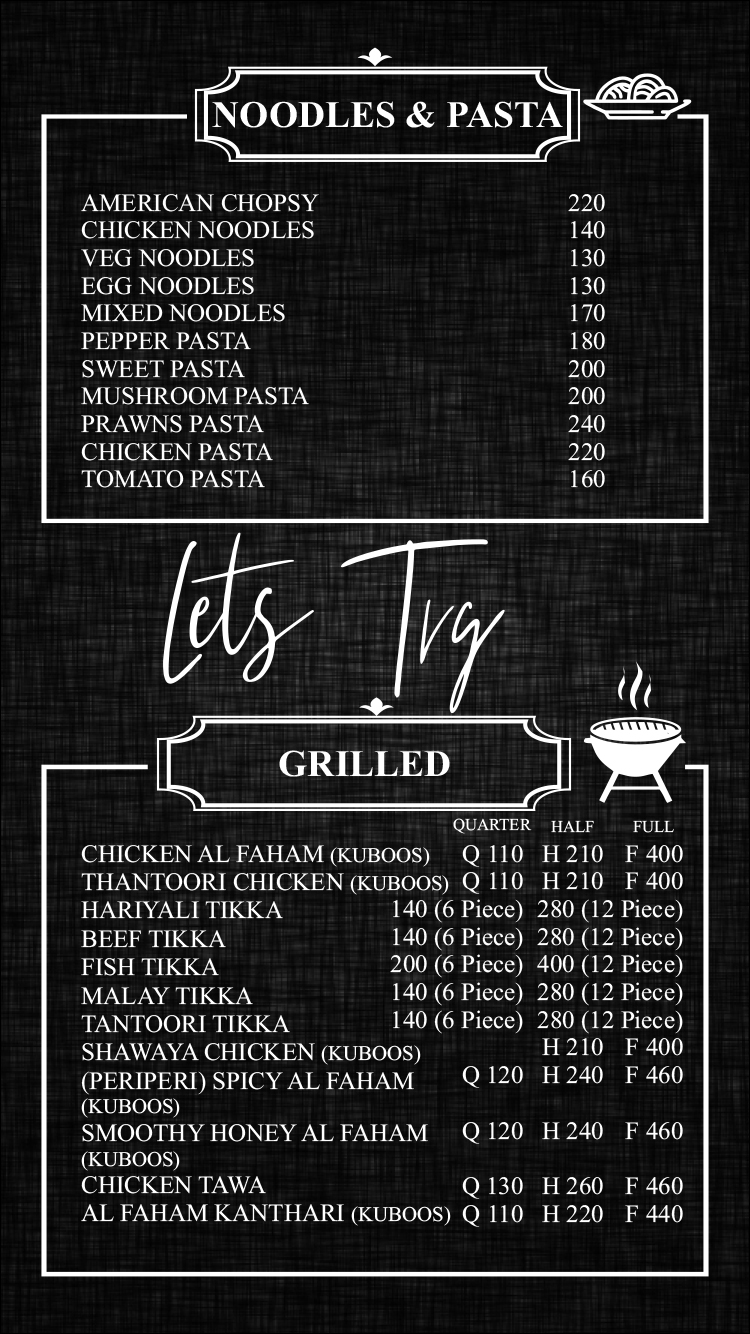 NOODLES & PASTA
AMERICAN CHOPSY 220
CHICKEN NOODLES 140
VEG NOODLES 130
EGG NOODLES 130
MIXED NOODLES 170
PEPPER PASTA 180
SWEET PASTA 200
MUSHROOM PASTA 200
PRAWNS PASTA 240
CHICKEN PASTA 220
TOMATO PASTA 160
Lets Try
GRILLED
QUARTER HALF FULL
CHICKEN AL FAHAM (KUBOOS) Q 110 H 210 F 400
THANTOORI CHICKEN (KUBOOS) Q 110 H 210 F 400
HARIYALI TIKKA 140 (6 Piece) 280 (12 Piece)
BEEF TIKKA 140 (6 Piece) 280 (12 Piece)
FISH TIKKA 200 (6 Piece) 400 (12 Piece)
MALAY TIKKA 140 (6 Piece) 280 (12 Piece)
TANTOORI TIKKA 140 (6 Piece) 280 (12 Piece)
SHAWAYA CHICKEN (KUBOOS) H 210 F 400
(PERIPERI) SPICY AL FAHAM Q 120 H 240 F 460
(KUBOOS)
SMOOTHY HONEY AL FAHAM Q 120 H 240 F 460
(KUBOOS)
CHICKEN TAWA Q 130 H 260 F 460
AL FAHAM KANTHARI (KUBOOS) Q 110 H 220 F 440